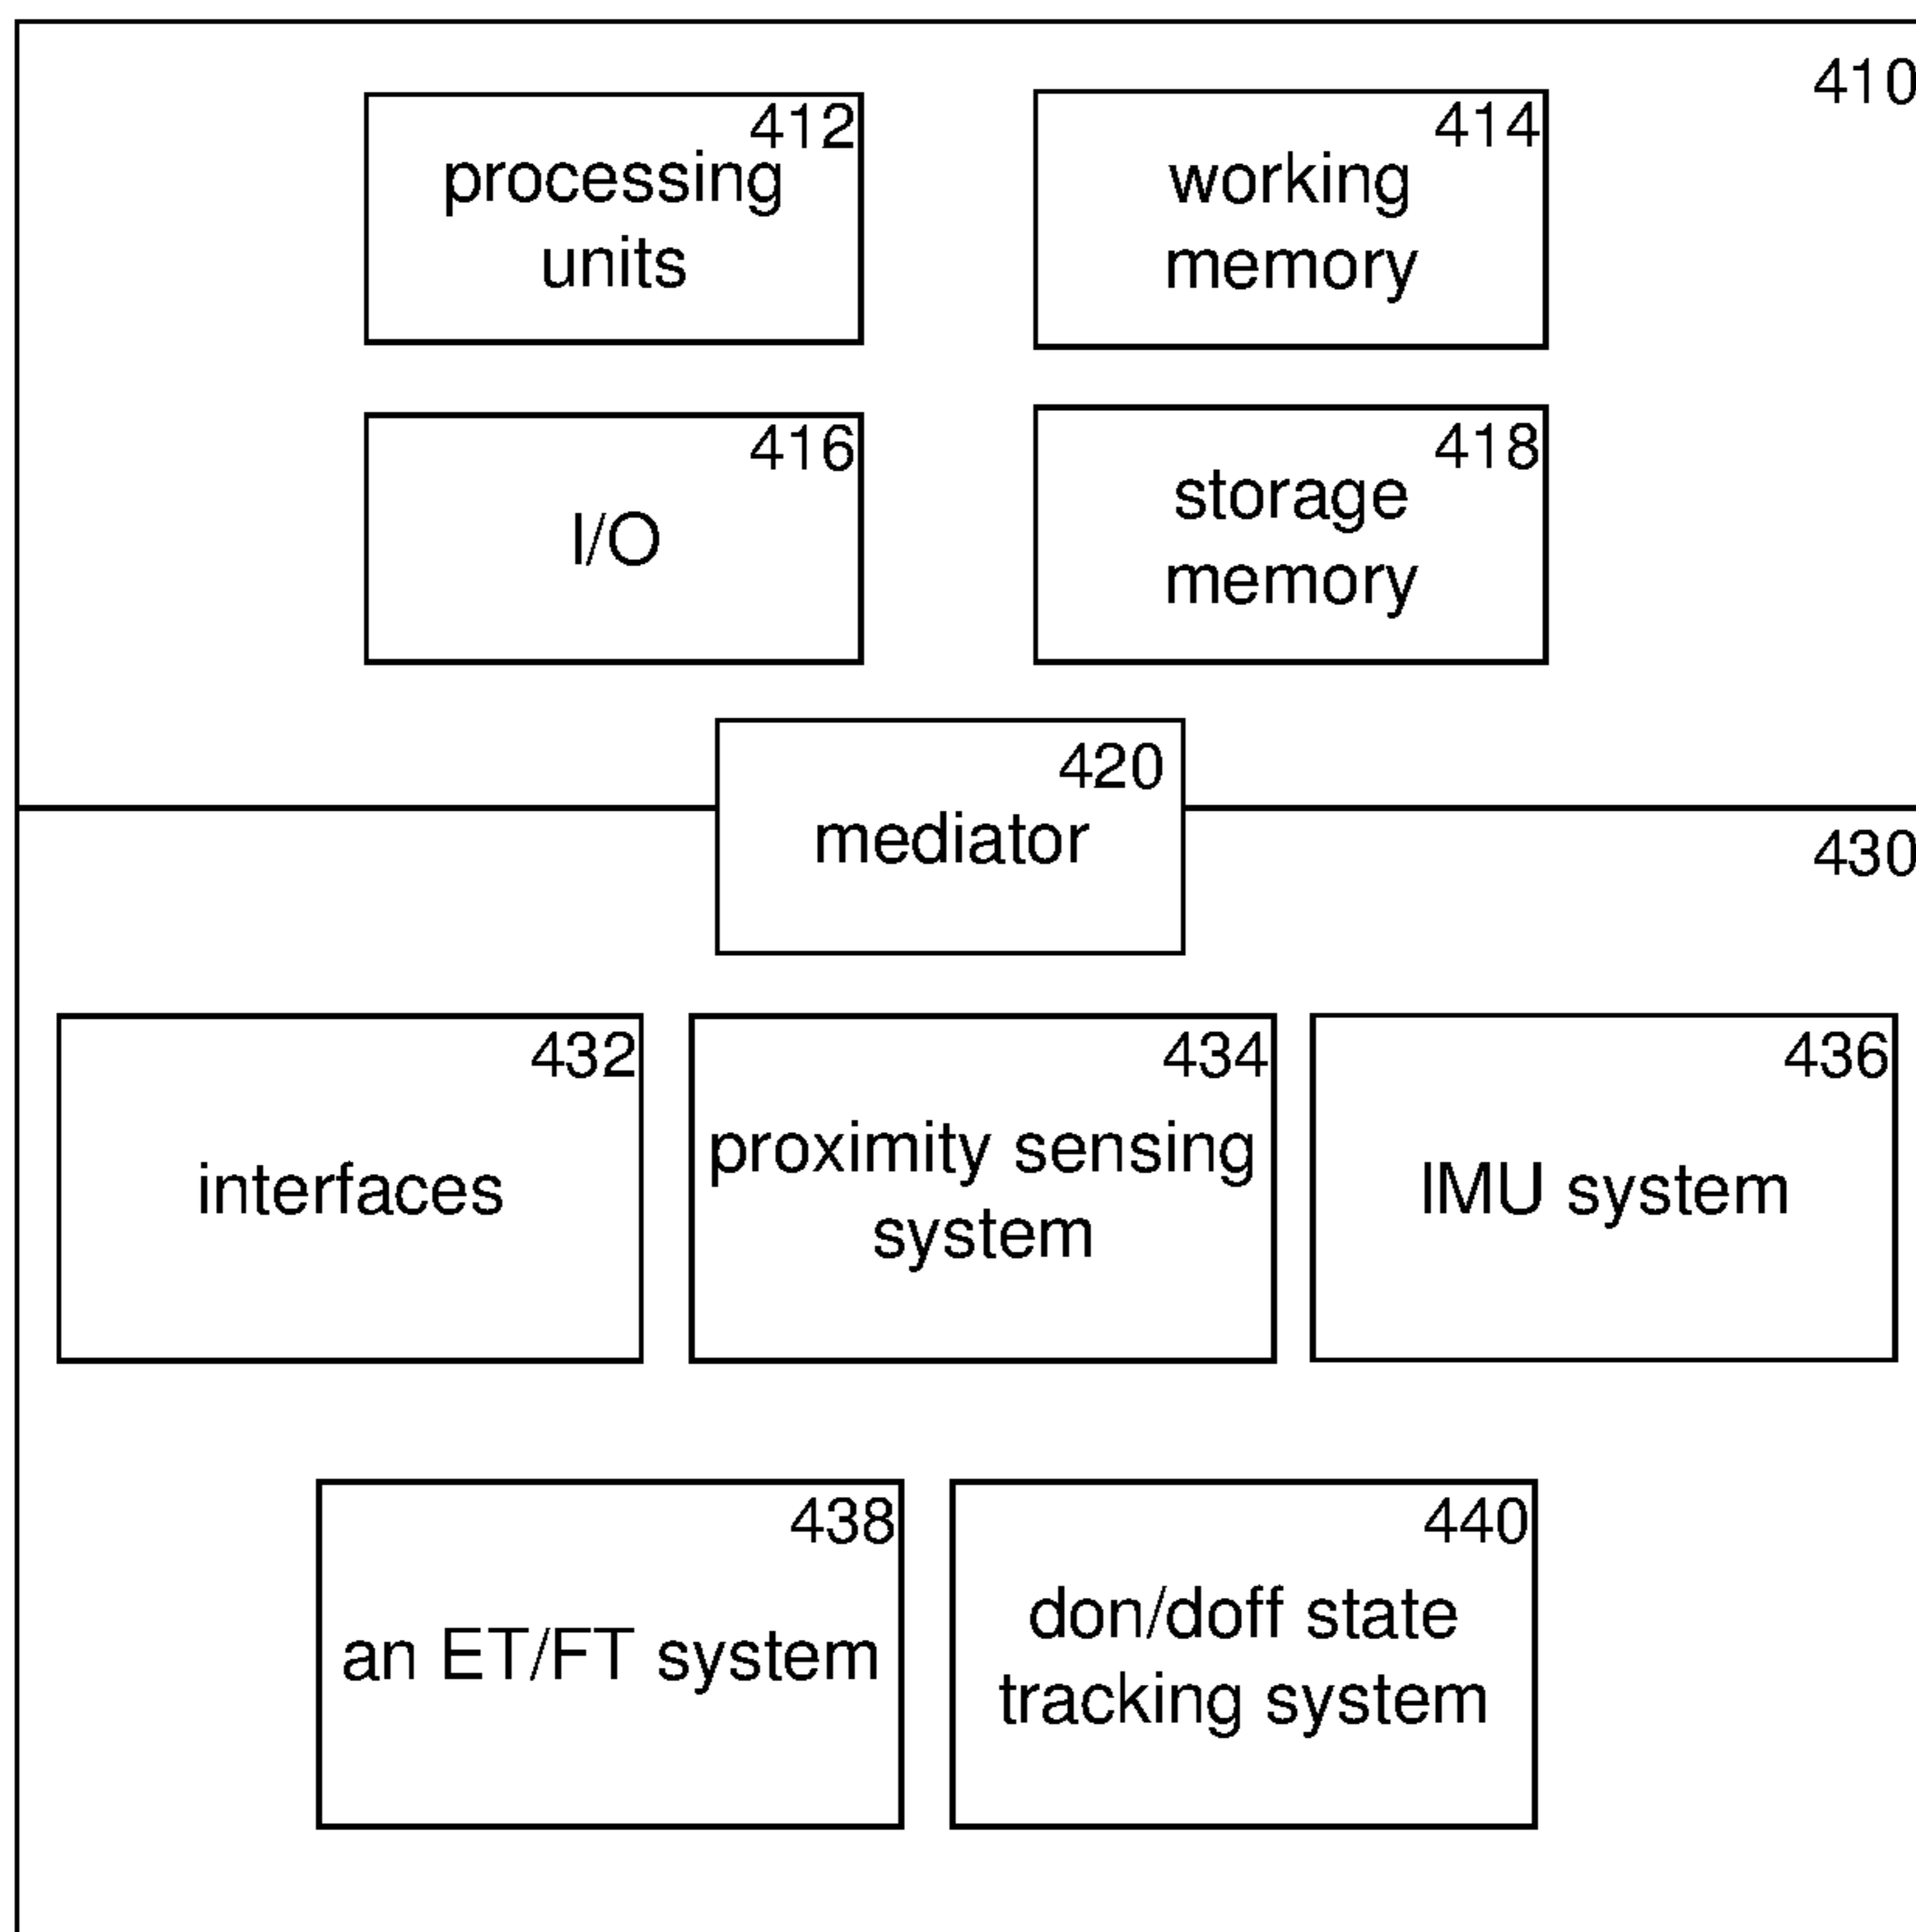 410
412
processing
units
414
working
memory
416
I/O
418
storage
memory
420
mediator
430
432
interfaces
434
proximity sensing
system
436
IMU system
438
an ET/FT system
440
don/doff state
tracking system